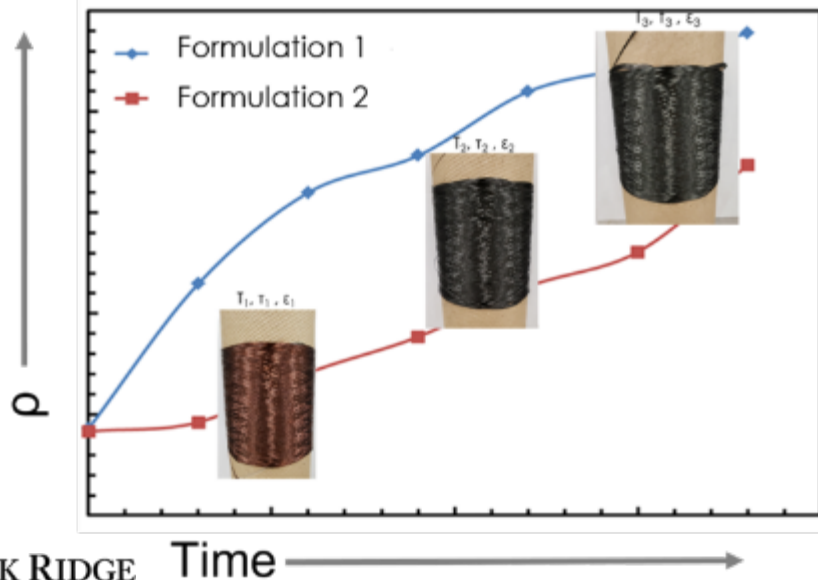 Formulation 1
Formulation 2
T₃, τ₃, ε₃
T₂, τ₂, ε₂
T₁, τ₁, ε₁
ρ
K RIDGE
Time